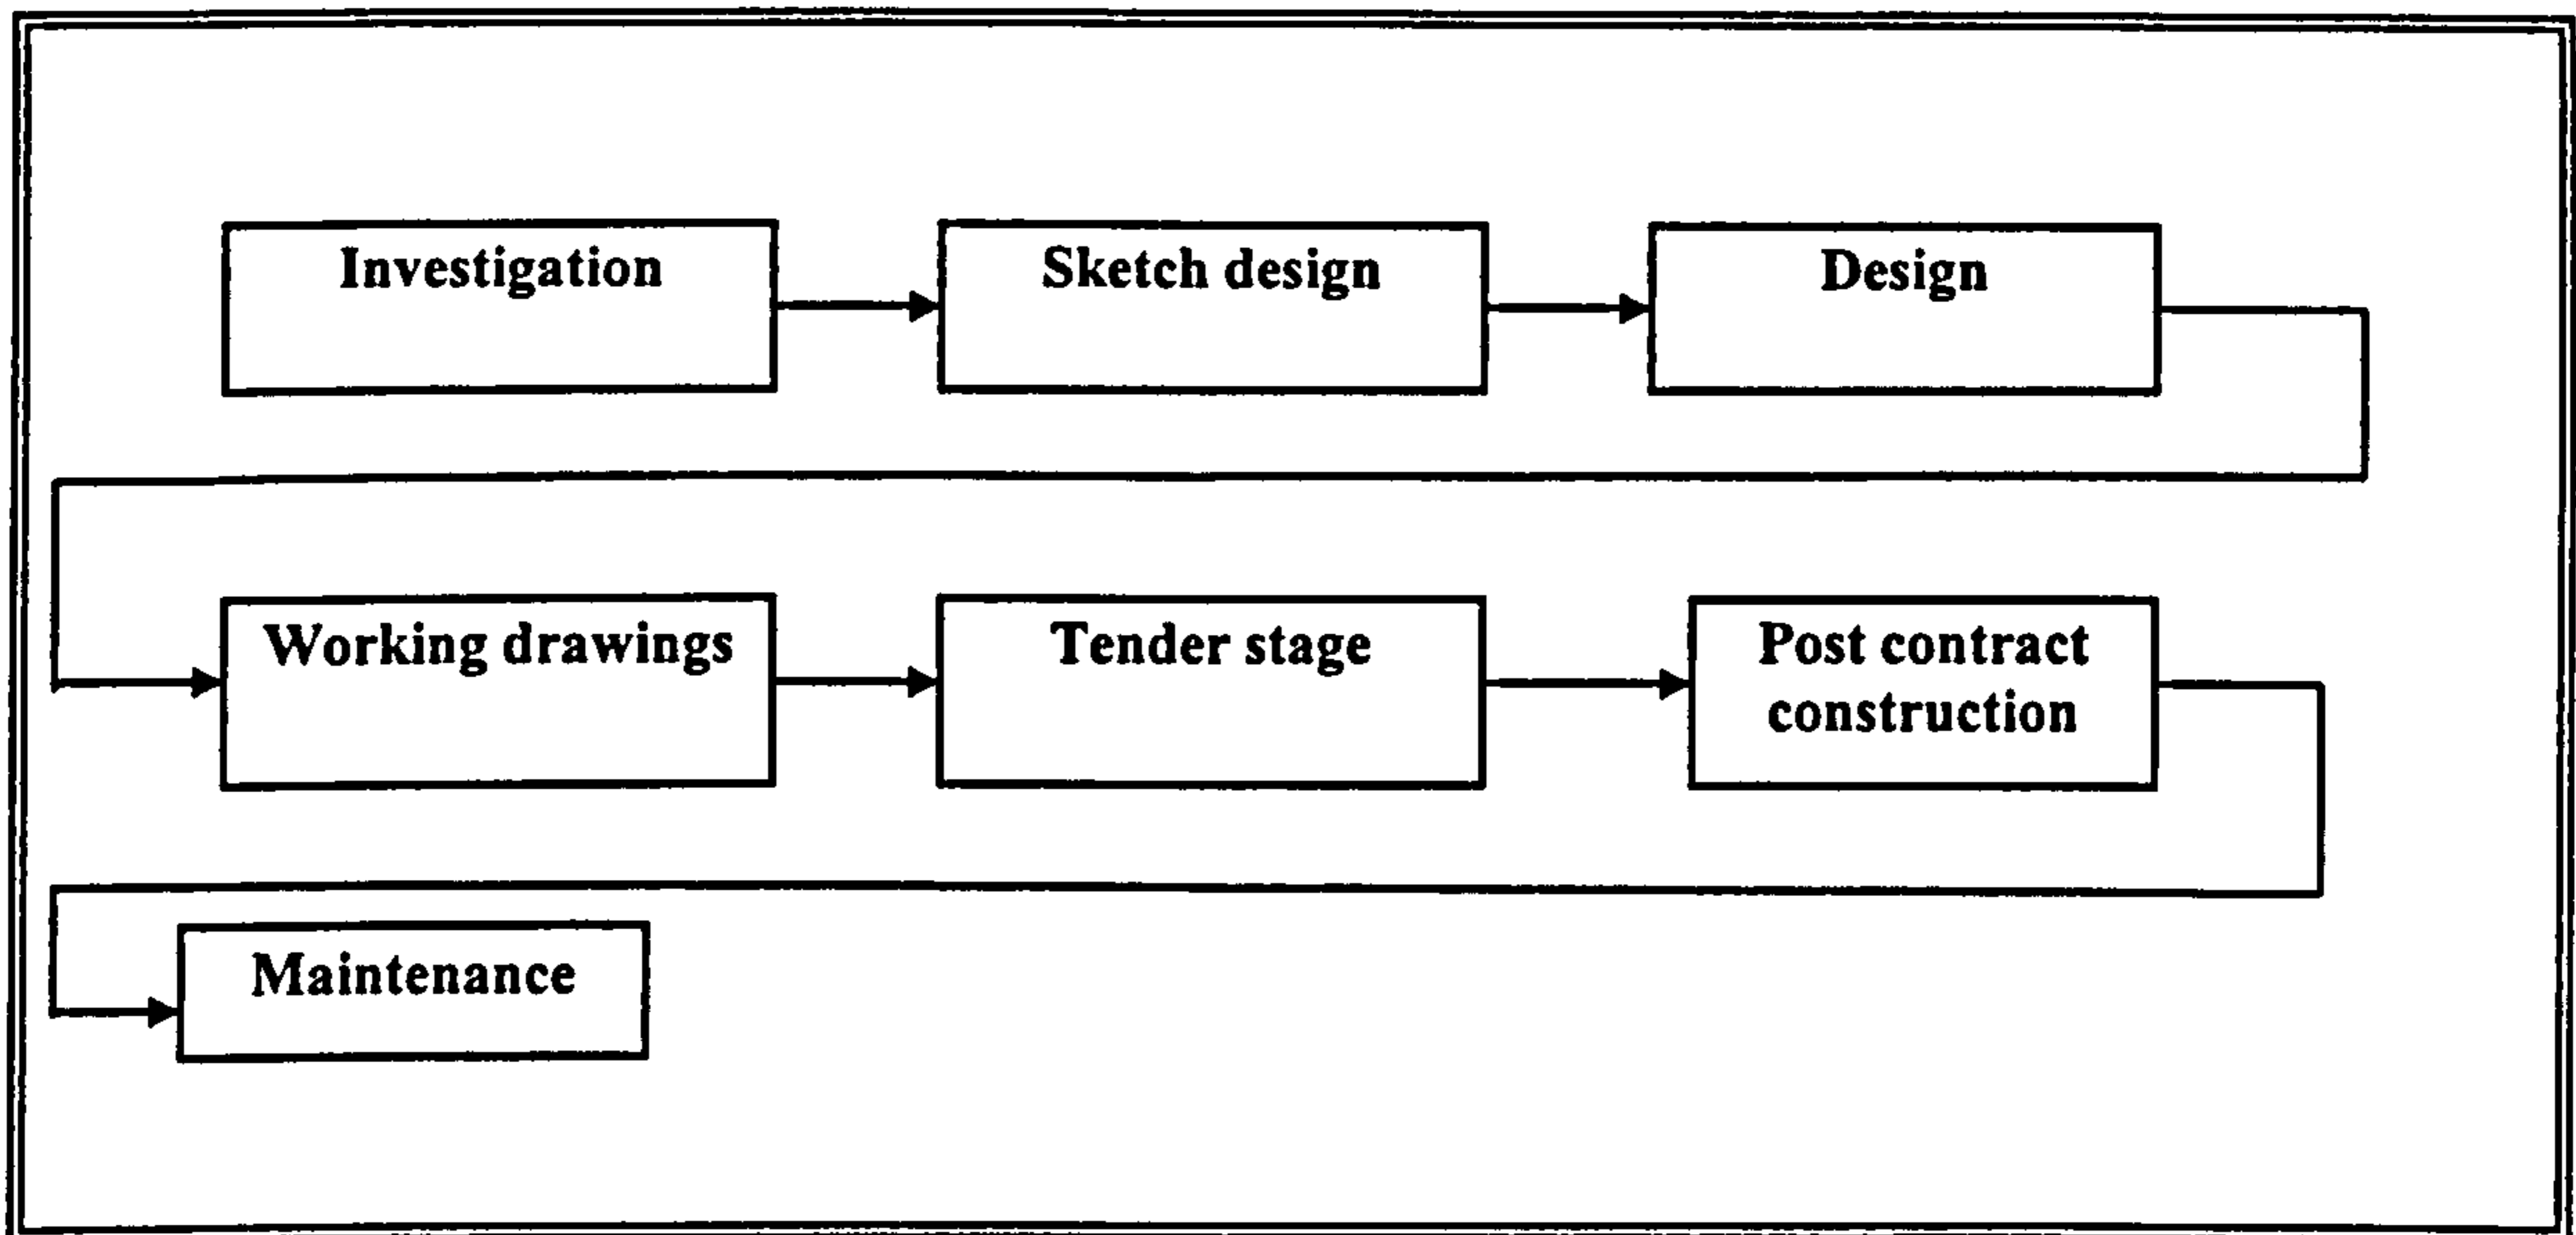 Investigation
Sketch design
Design
Working drawings
Tender stage
Post contract
construction
Maintenance